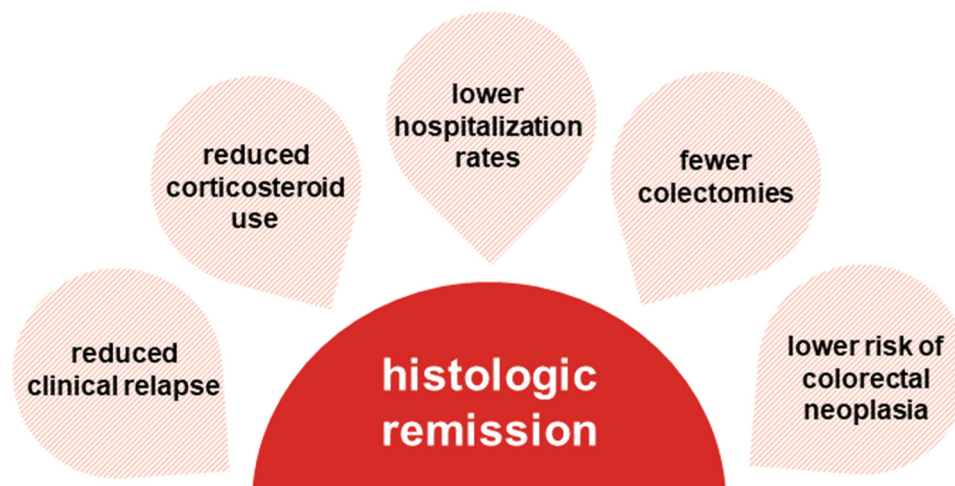 reduced
clinical relapse
reduced
corticosteroid
use
lower
hospitalization
rates
fewer
colectomies
lower risk of
colorectal
neoplasia
histologic
remission